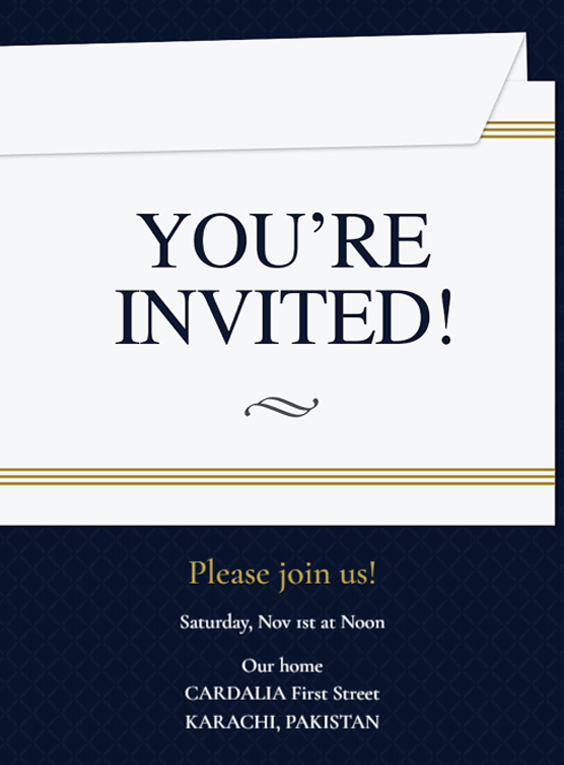 YOU’RE
INVITED!
Please join us!
Saturday, Nov 1st at Noon
Our home
CARDALIA First Street
KARACHI, PAKISTAN